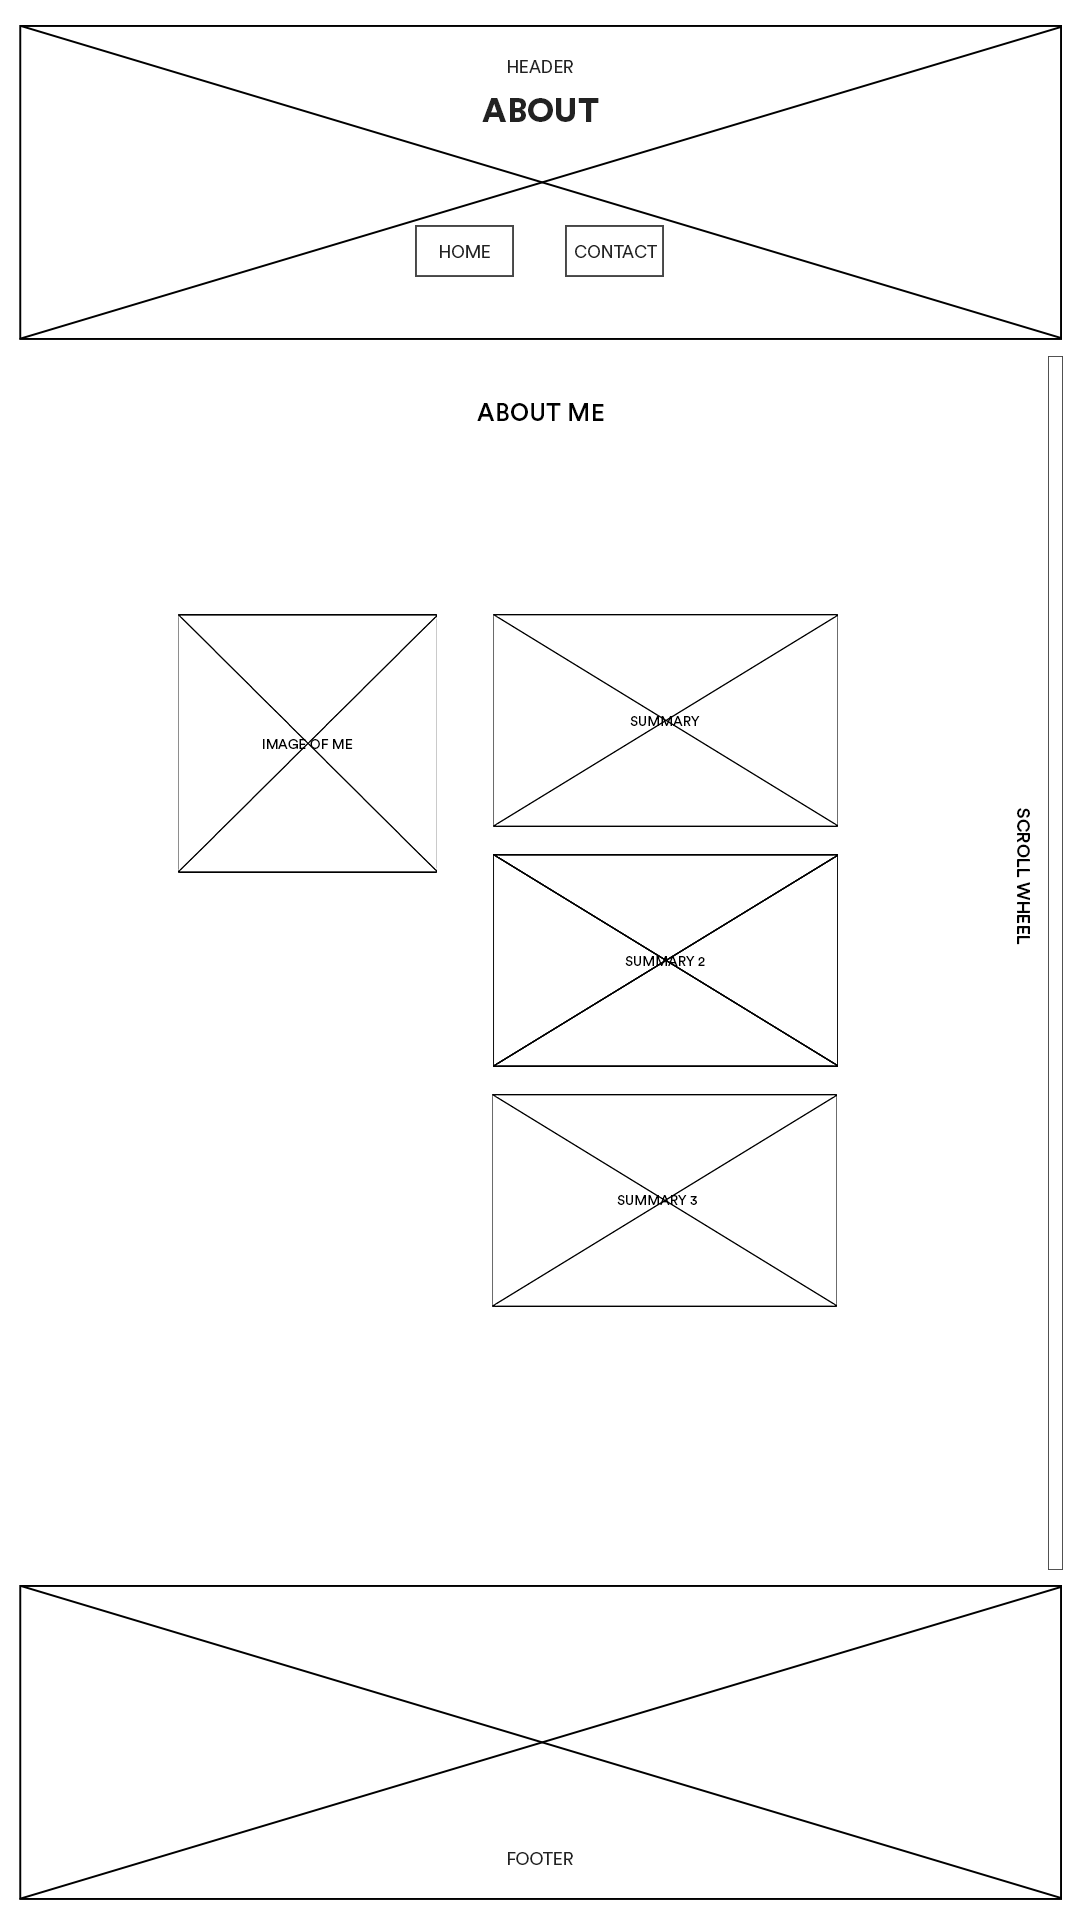 HEADER
ABOUT
HOME
CONTACT
ABOUT ME
IMAGE OF ME
SUMMARY
SUMMARY 2
SUMMARY 3
SCROLL WHEEL
FOOTER